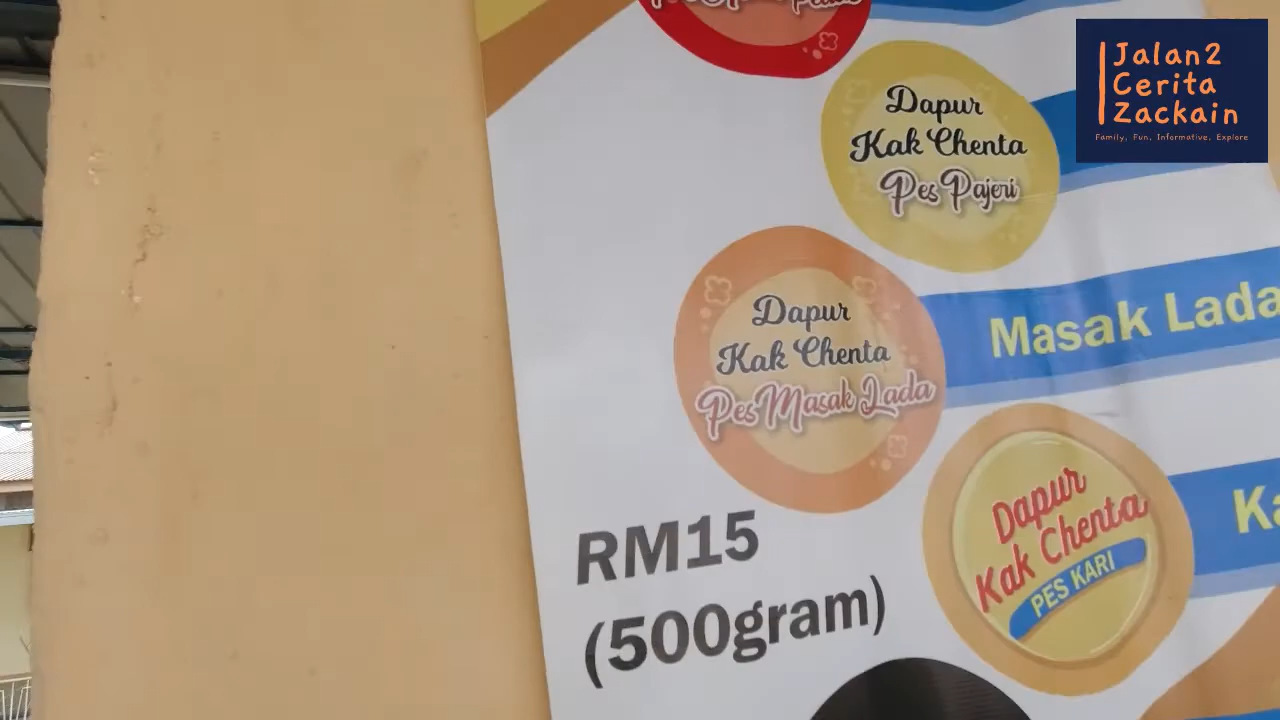 Jalan2
Cerita
Zackain
Family, Fun, Informative, Explore
Dapur
Kak Chenta
Pes Pajeri
Dapur
Kak Chenta
Pes Masak Lada
Masak Lada
Dapur
Kak Chenta
PES KARI
RM15
(500gram)